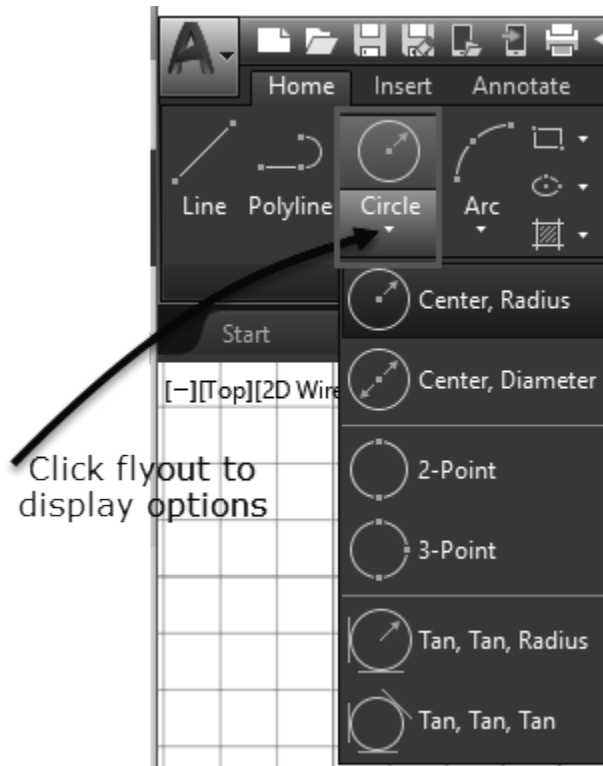 A
Home Insert Annotate
Line Polyline Circle Arc
Center, Radius
Start
Center, Diameter
[−][Top][2D Wire
Click flyout to
display options
2-Point
3-Point
Tan, Tan, Radius
Tan, Tan, Tan